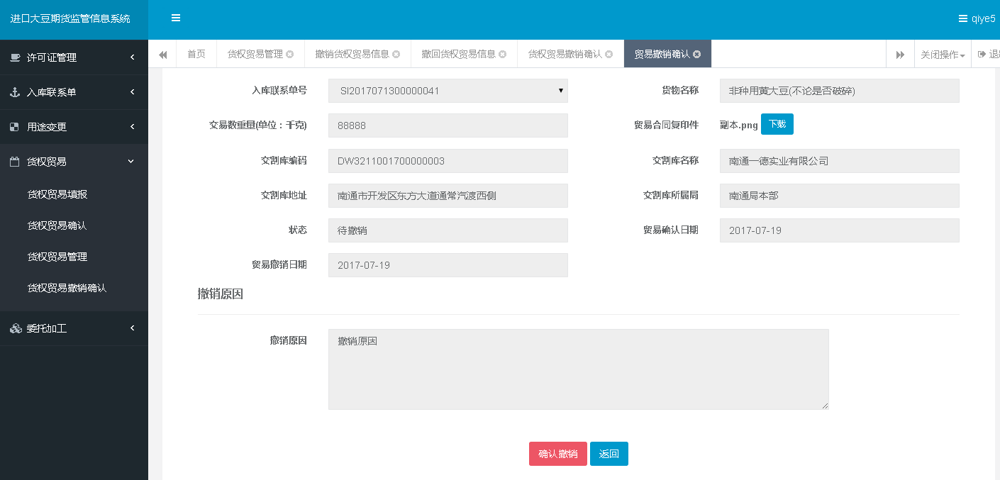 进口大豆期货监管信息系统
qiye5
许可证管理
入库联系单
用途变更
货权贸易
货权贸易填报
货权贸易确认
货权贸易管理
货权贸易撤销确认
委托加工
首页
货权贸易管理
撤销货权贸易信息
撤回货权贸易信息
货权贸易撤销确认
贸易撤销确认
关闭操作
入库联系单号 SI2017071300000041
货物名称 非种用黄大豆(不论是否破碎)
交易数重量(单位：千克) 88888
贸易合同复印件 副本.png 下载
交割库编码 DW3211001700000003
交割库名称 南通一德实业有限公司
交割库地址 南通市开发区东方大道通常汽渡西侧
交割库所属局 南通局本部
状态 待撤销
贸易确认日期 2017-07-19
贸易撤销日期 2017-07-19
撤销原因
撤销原因 撤销原因
确认撤销 返回